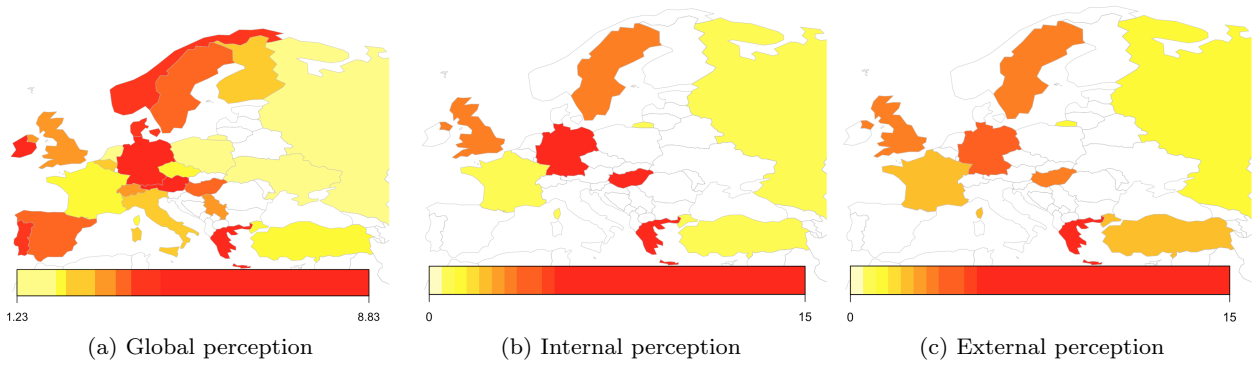 1.23 8.83
0 15
0 15
(a) Global perception
(b) Internal perception
(c) External perception